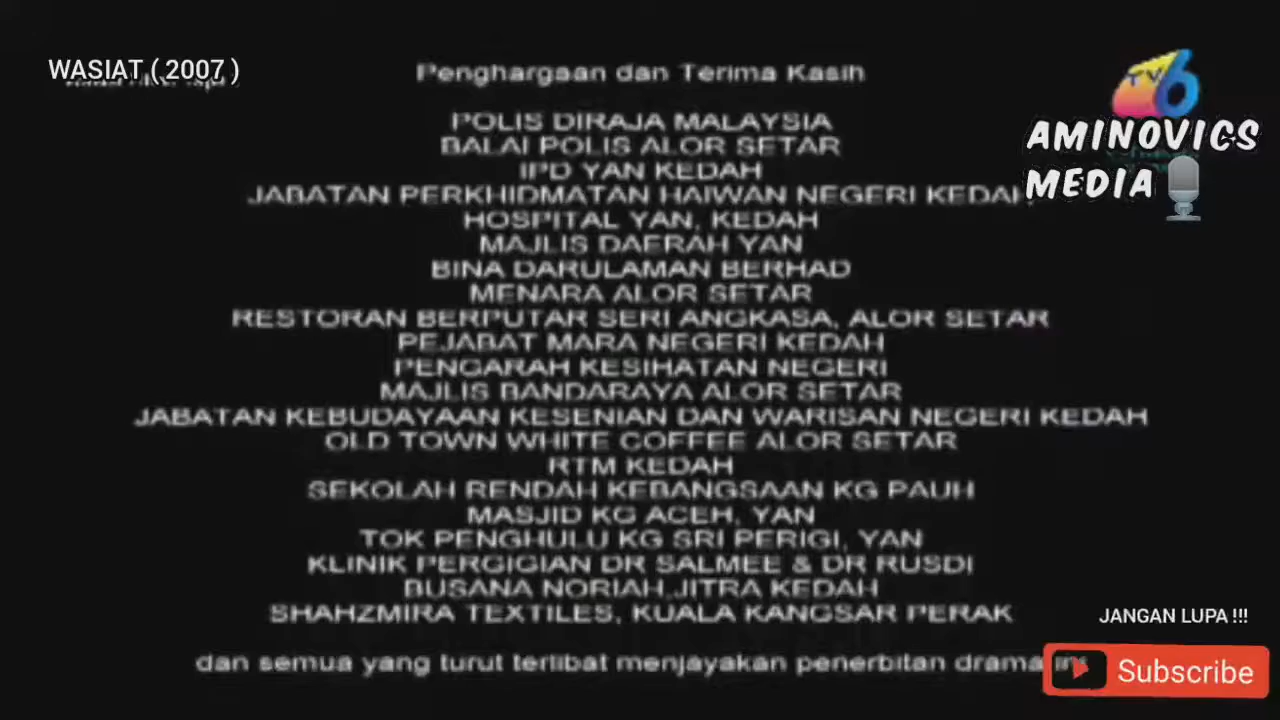 WASIAT ( 2007 )
Penghargaan dan Terima Kasih
TV6
AMINOVICS
MEDIA
POLIS DIRAJA MALAYSIA
BALAI POLIS ALOR SETAR
IPD YAN KEDAH
JABATAN PERKHIDMATAN HAIWAN NEGERI KEDAH,
HOSPITAL YAN, KEDAH
MAJLIS DAERAH YAN
BINA DARULAMAN BERHAD
MENARA ALOR SETAR
RESTORAN BERPUTAR SERI ANGKASA, ALOR SETAR
PEJABAT MARA NEGERI KEDAH
PENGARAH KESIHATAN NEGERI
MAJLIS BANDARAYA ALOR SETAR
JABATAN KEBUDAYAAN KESENIAN DAN WARISAN NEGERI KEDAH
OLD TOWN WHITE COFFEE ALOR SETAR
RTM KEDAH
SEKOLAH RENDAH KEBANGSAAN KG PAUH
MASJID KG ACEH, YAN
TOK PENGHULU KG SRI PERIGI, YAN
KLINIK PERGIGIAN DR SALMEE & DR RUSDI
BUSANA NORIAH,JITRA KEDAH
SHAHZMIRA TEXTILES, KUALA KANGSAR PERAK
dan semua yang turut terlibat menjayakan penerbitan drama
JANGAN LUPA !!!
Subscribe